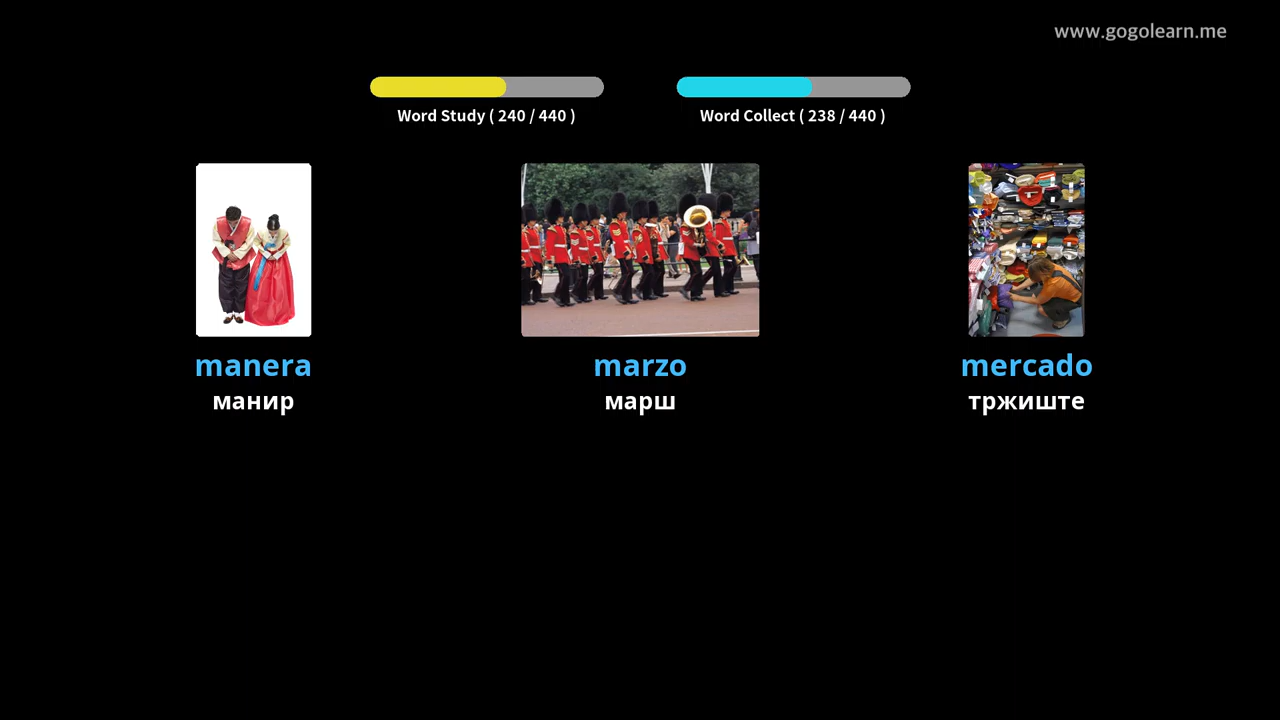 www.gogolearn.me
Word Study ( 240 / 440 )
Word Collect ( 238 / 440 )
manera
marzo
mercado
манир
марш
тржиште